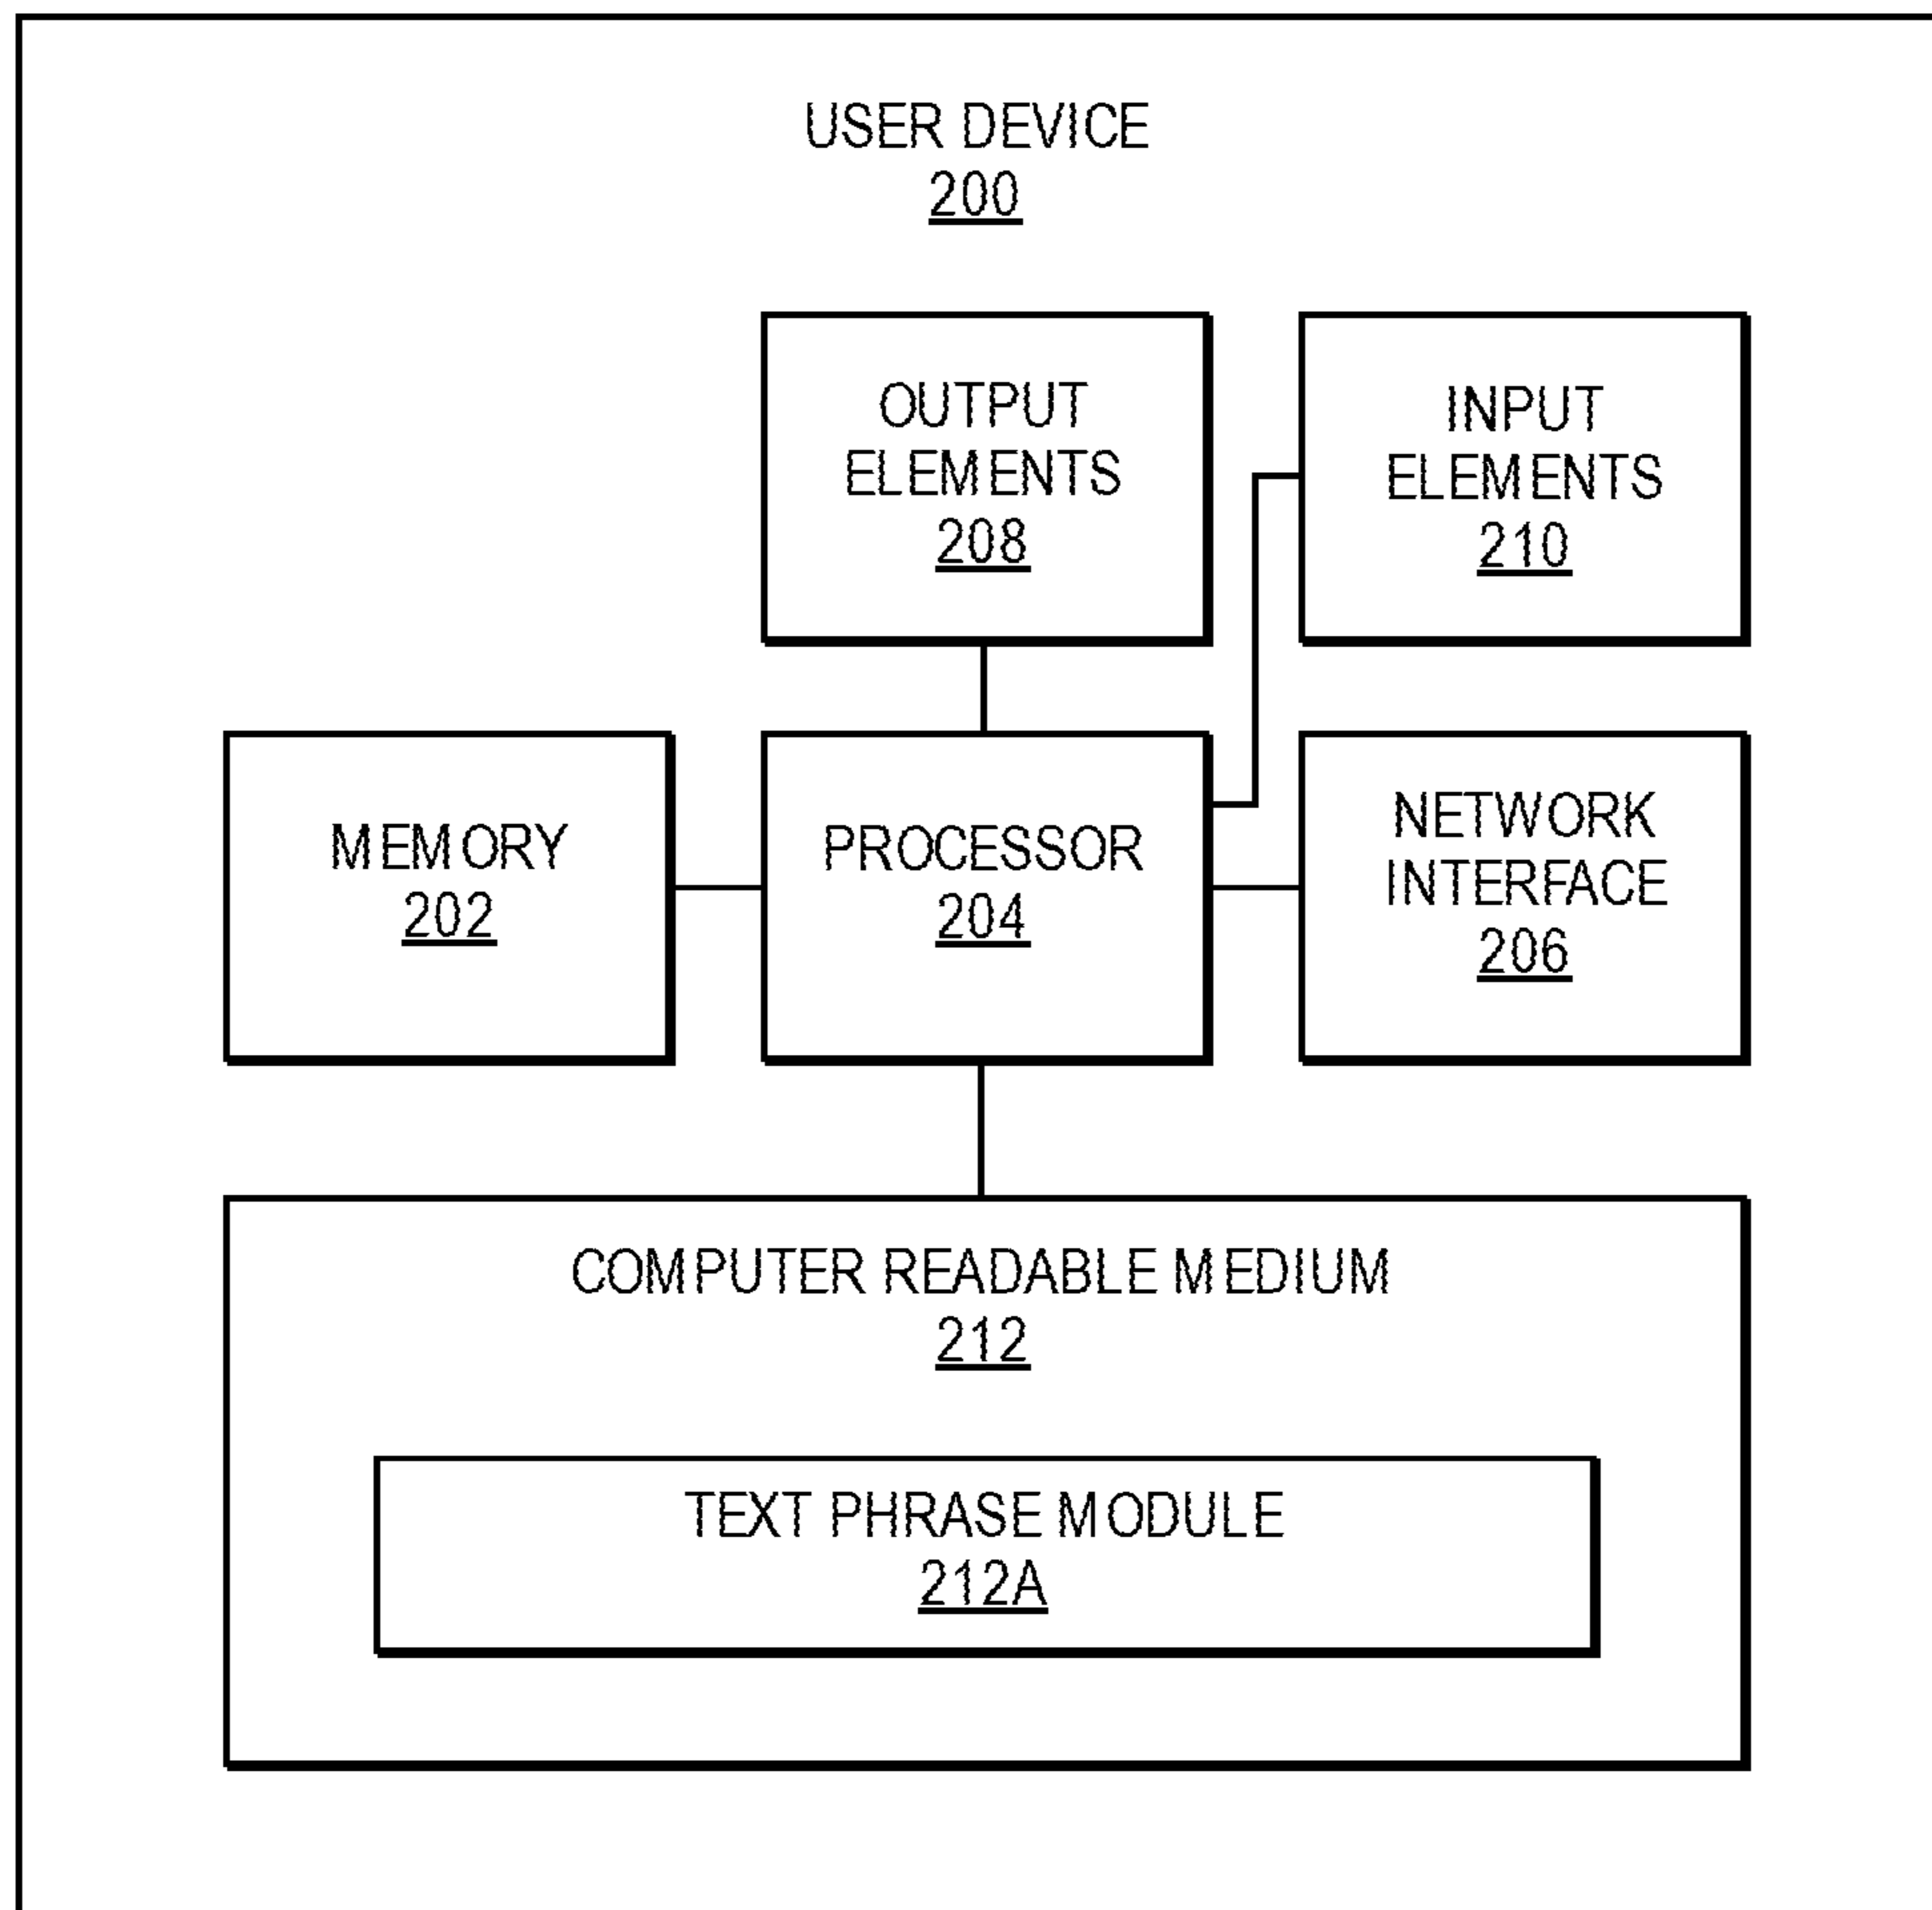 USER DEVICE
200
OUTPUT
ELEMENTS
208
INPUT
ELEMENTS
210
MEMORY
202
PROCESSOR
204
NETWORK
INTERFACE
206
COMPUTER READABLE MEDIUM
212
TEXT PHRASE MODULE
212A